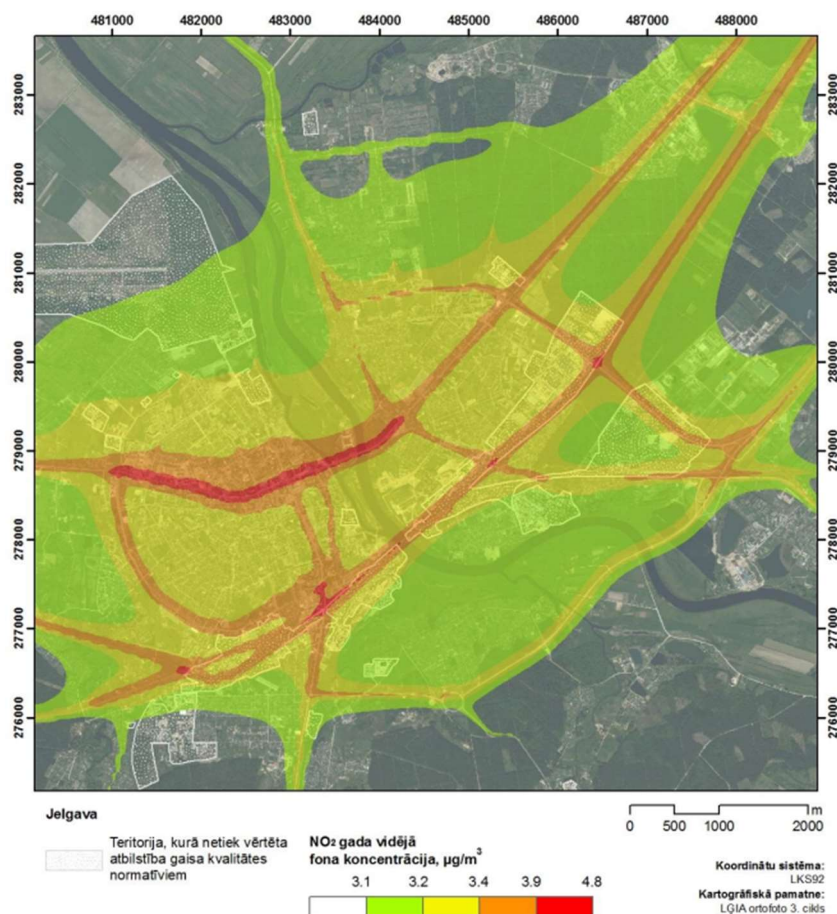 481000 482000 483000 484000 485000 486000 487000 488000
283000 283000
282000 282000
281000 281000
280000 280000
279000 279000
278000 278000
277000 277000
276000 276000
Jelgava
Teritorija, kurā netiek vērtēta
atbilstība gaisa kvalitātes
normatīviem
NO2 gada vidējā
fona koncentrācija, µg/m³
3.1 3.2 3.4 3.9 4.8
m
0 500 1000 2000
Koordinātu sistēma:
LKS92
Kartogrāfiskā pamatne:
LGIA ortofoto 3. cikls